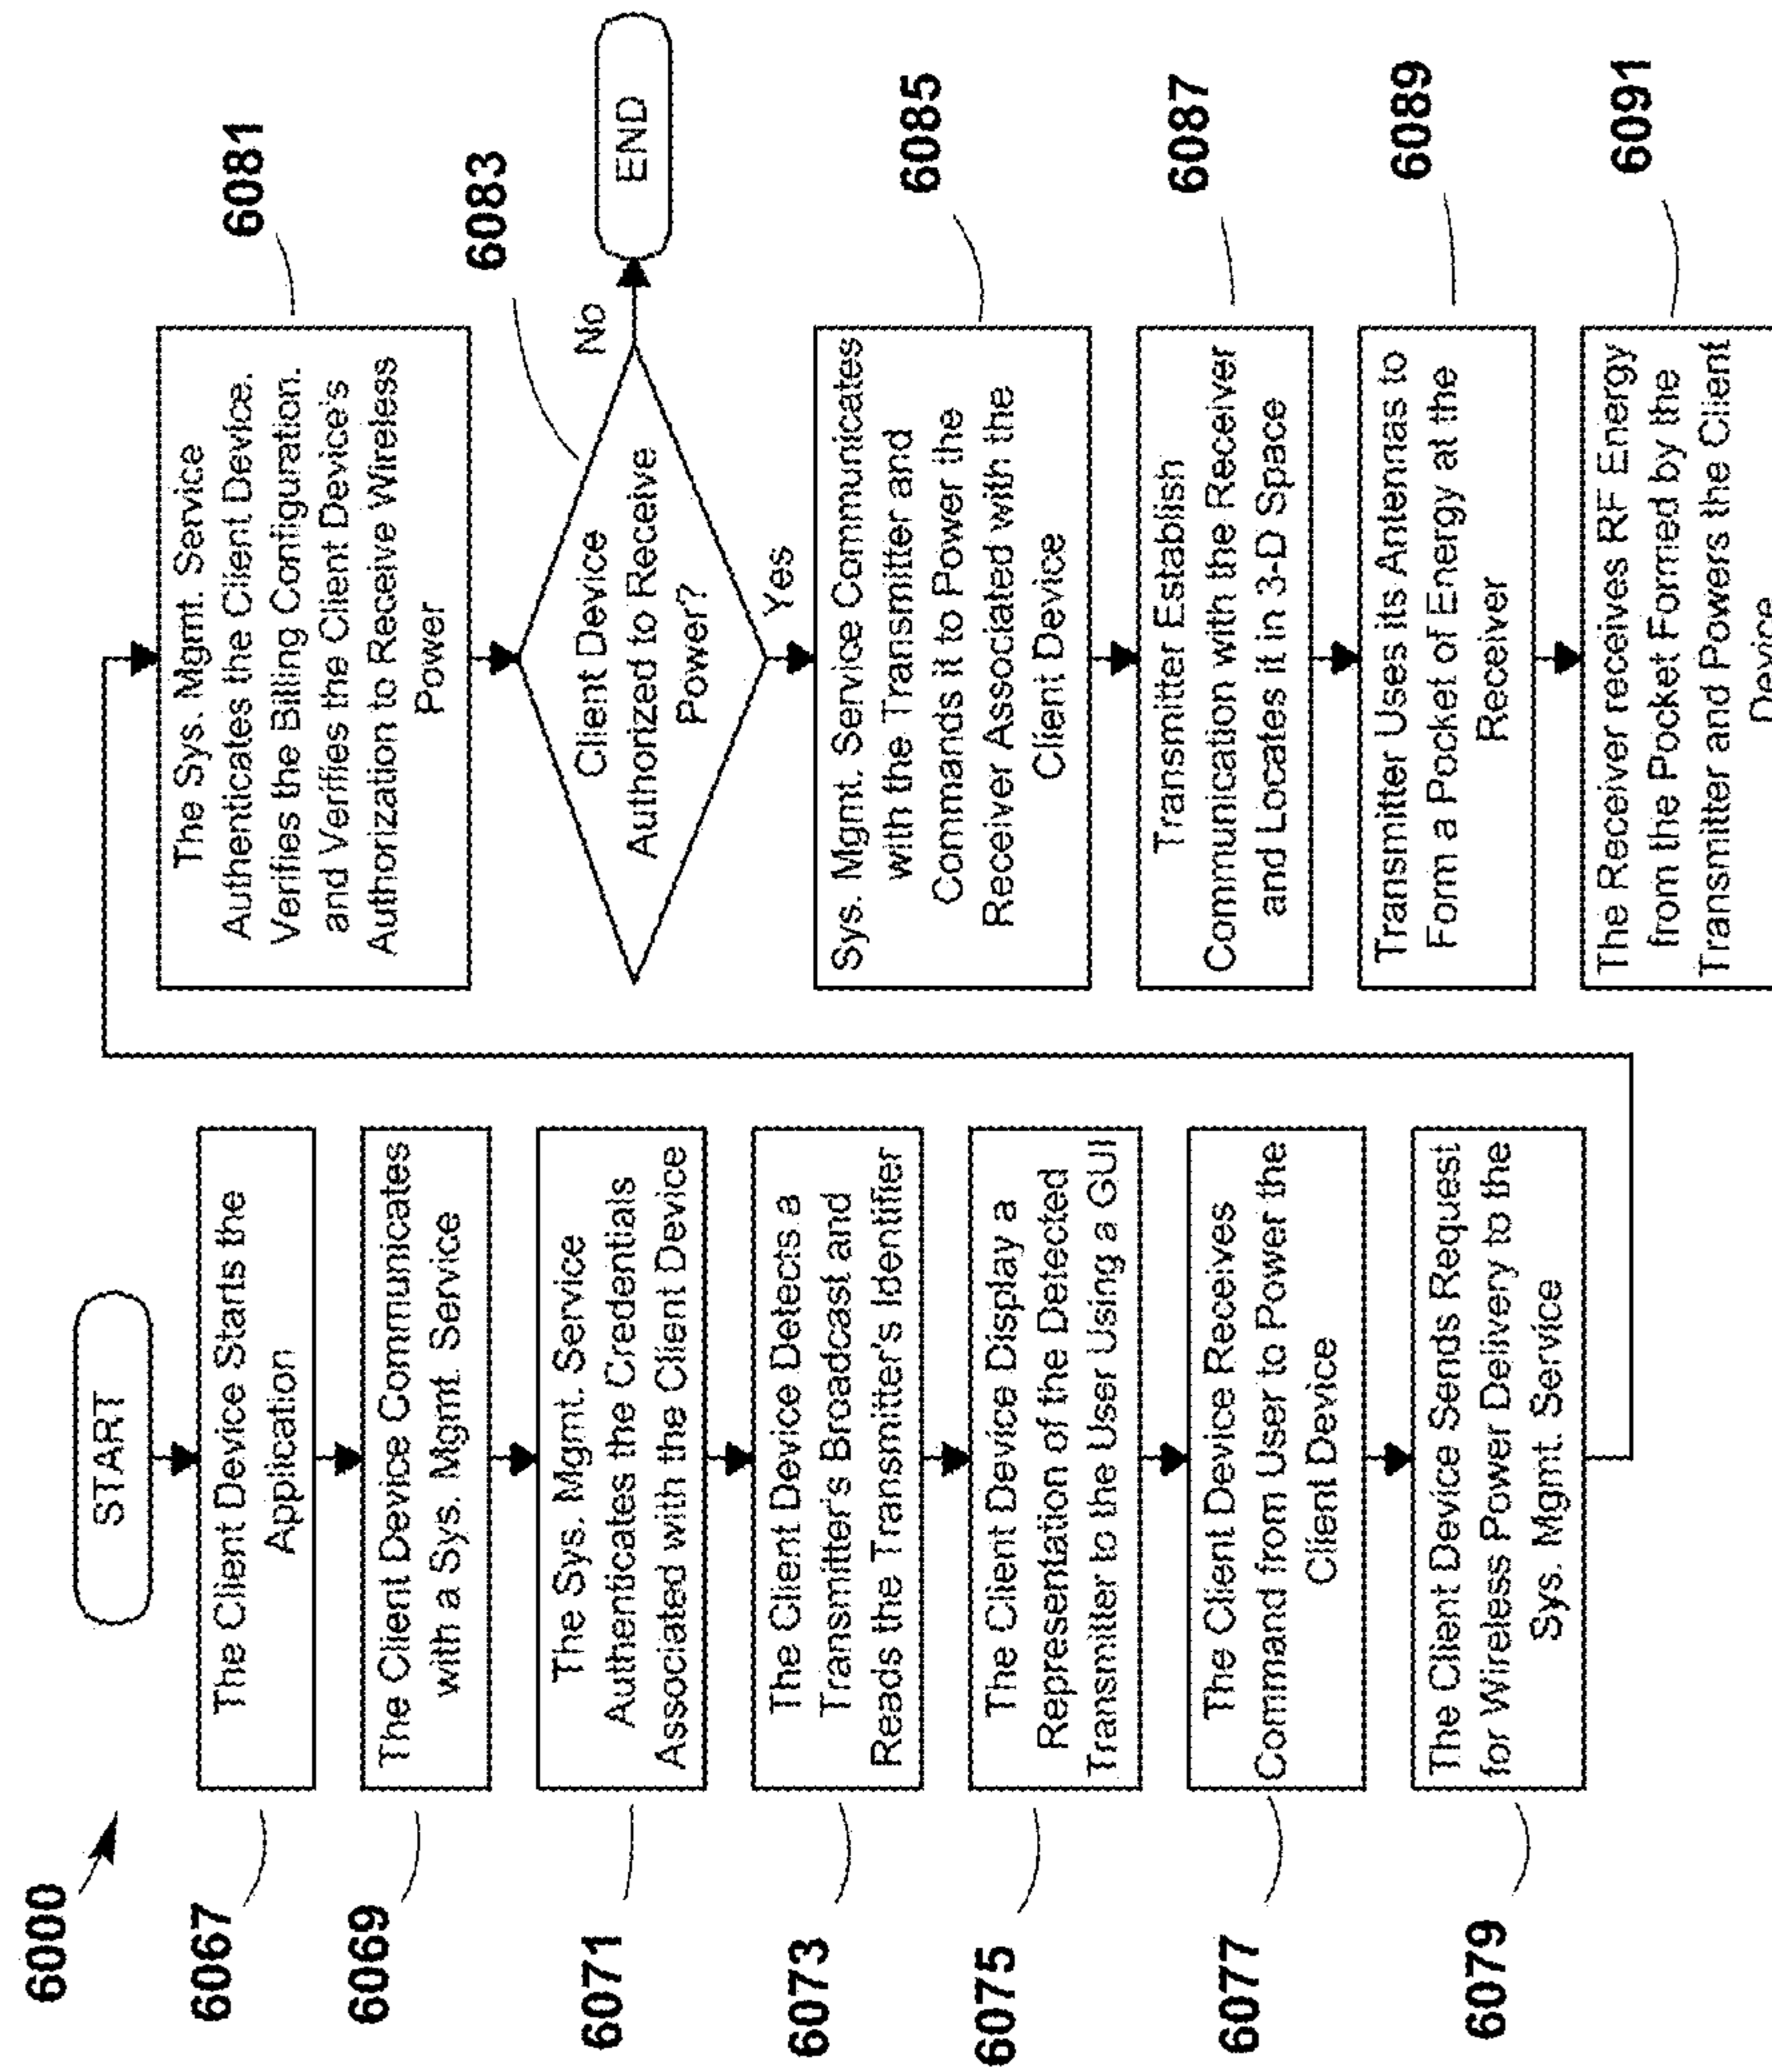 6000
START
6067
The Client Device Starts the
Application
6069
The Client Device Communicates
with a Sys. Mgmt. Service
6071
The Sys. Mgmt. Service
Authenticates the Credentials
Associated with the Client Device
6073
The Client Device Detects a
Transmitter's Broadcast and
Reads the Transmitter's Identifier
6075
The Client Device Display a
Representation of the Detected
Transmitter to the User Using a GUI
6077
The Client Device Receives
Command from User to Power the
Client Device
6079
The Client Device Sends Request
for Wireless Power Delivery to the
Sys. Mgmt. Service
6081
The Sys. Mgmt. Service
Authenticates the Client Device.
Verifies the Billing Configuration.
and Verifies the Client Device's
Authorization to Receive Wireless
Power
6083
Client Device
Authorized to Receive
Power?
No
END
Yes
6085
Sys. Mgmt. Service Communicates
with the Transmitter and
Commands it to Power the
Receiver Associated with the
Client Device
6087
Transmitter Establish
Communication with the Receiver
and Locates it in 3-D Space
6089
Transmitter Uses its Antennas to
Form a Pocket of Energy at the
Receiver
6091
The Receiver receives RF Energy
from the Pocket Formed by the
Transmitter and Powers the Client
Device